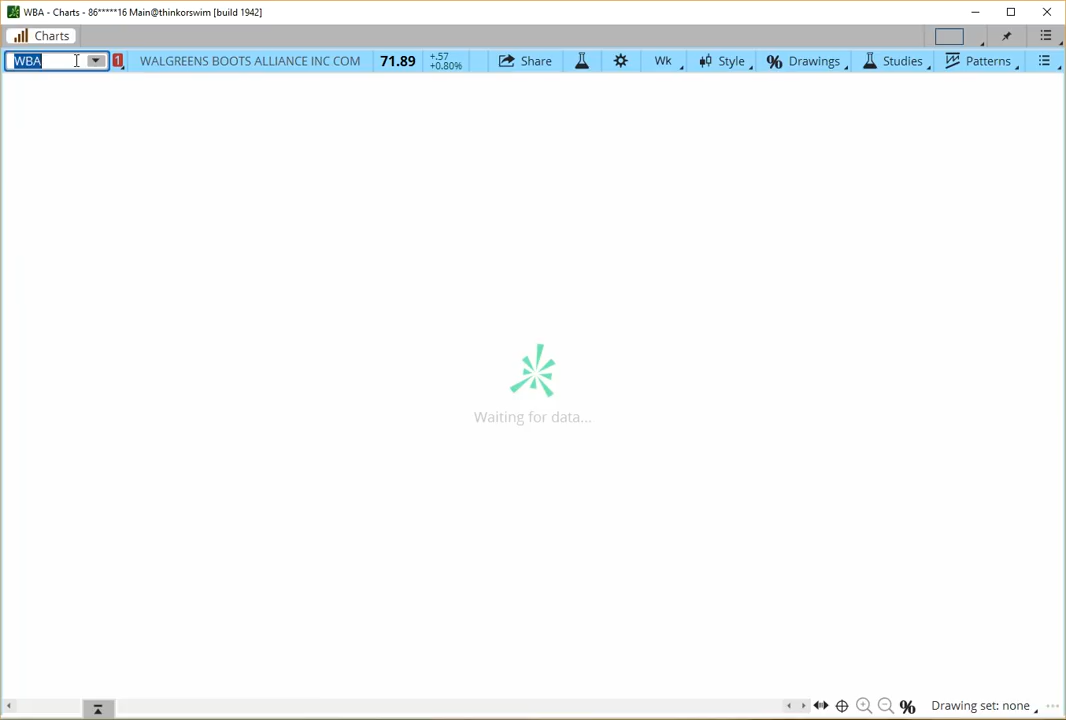 WBA - Charts - 86*****16 Main@thinkorswim [build 1942]
Charts
WBA 1 WALGREENS BOOTS ALLIANCE INC COM 71.89 +.57 Share Wk Style % Drawings Studies Patterns
+0.80%
Waiting for data...
% Drawing set: none